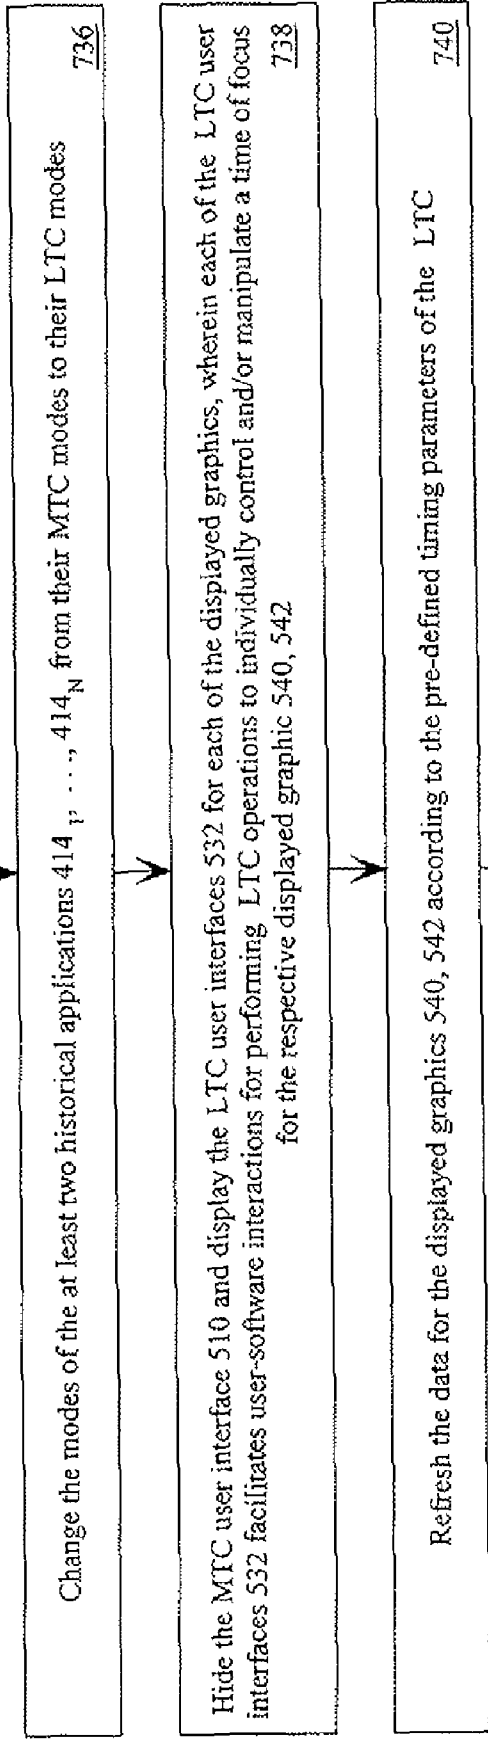 Change the modes of the at least two historical applications 414 1, . . ., 414 N from their MTC modes to their LTC modes
736
Hide the MTC user interface 510 and display the LTC user interfaces 532 for each of the displayed graphics, wherein each of the LTC user
interfaces 532 facilitates user-software interactions for performing LTC operations to individually control and/or manipulate a time of focus
for the respective displayed graphic 540, 542
738
Refresh the data for the displayed graphics 540, 542 according to the pre-defined timing parameters of the LTC
740